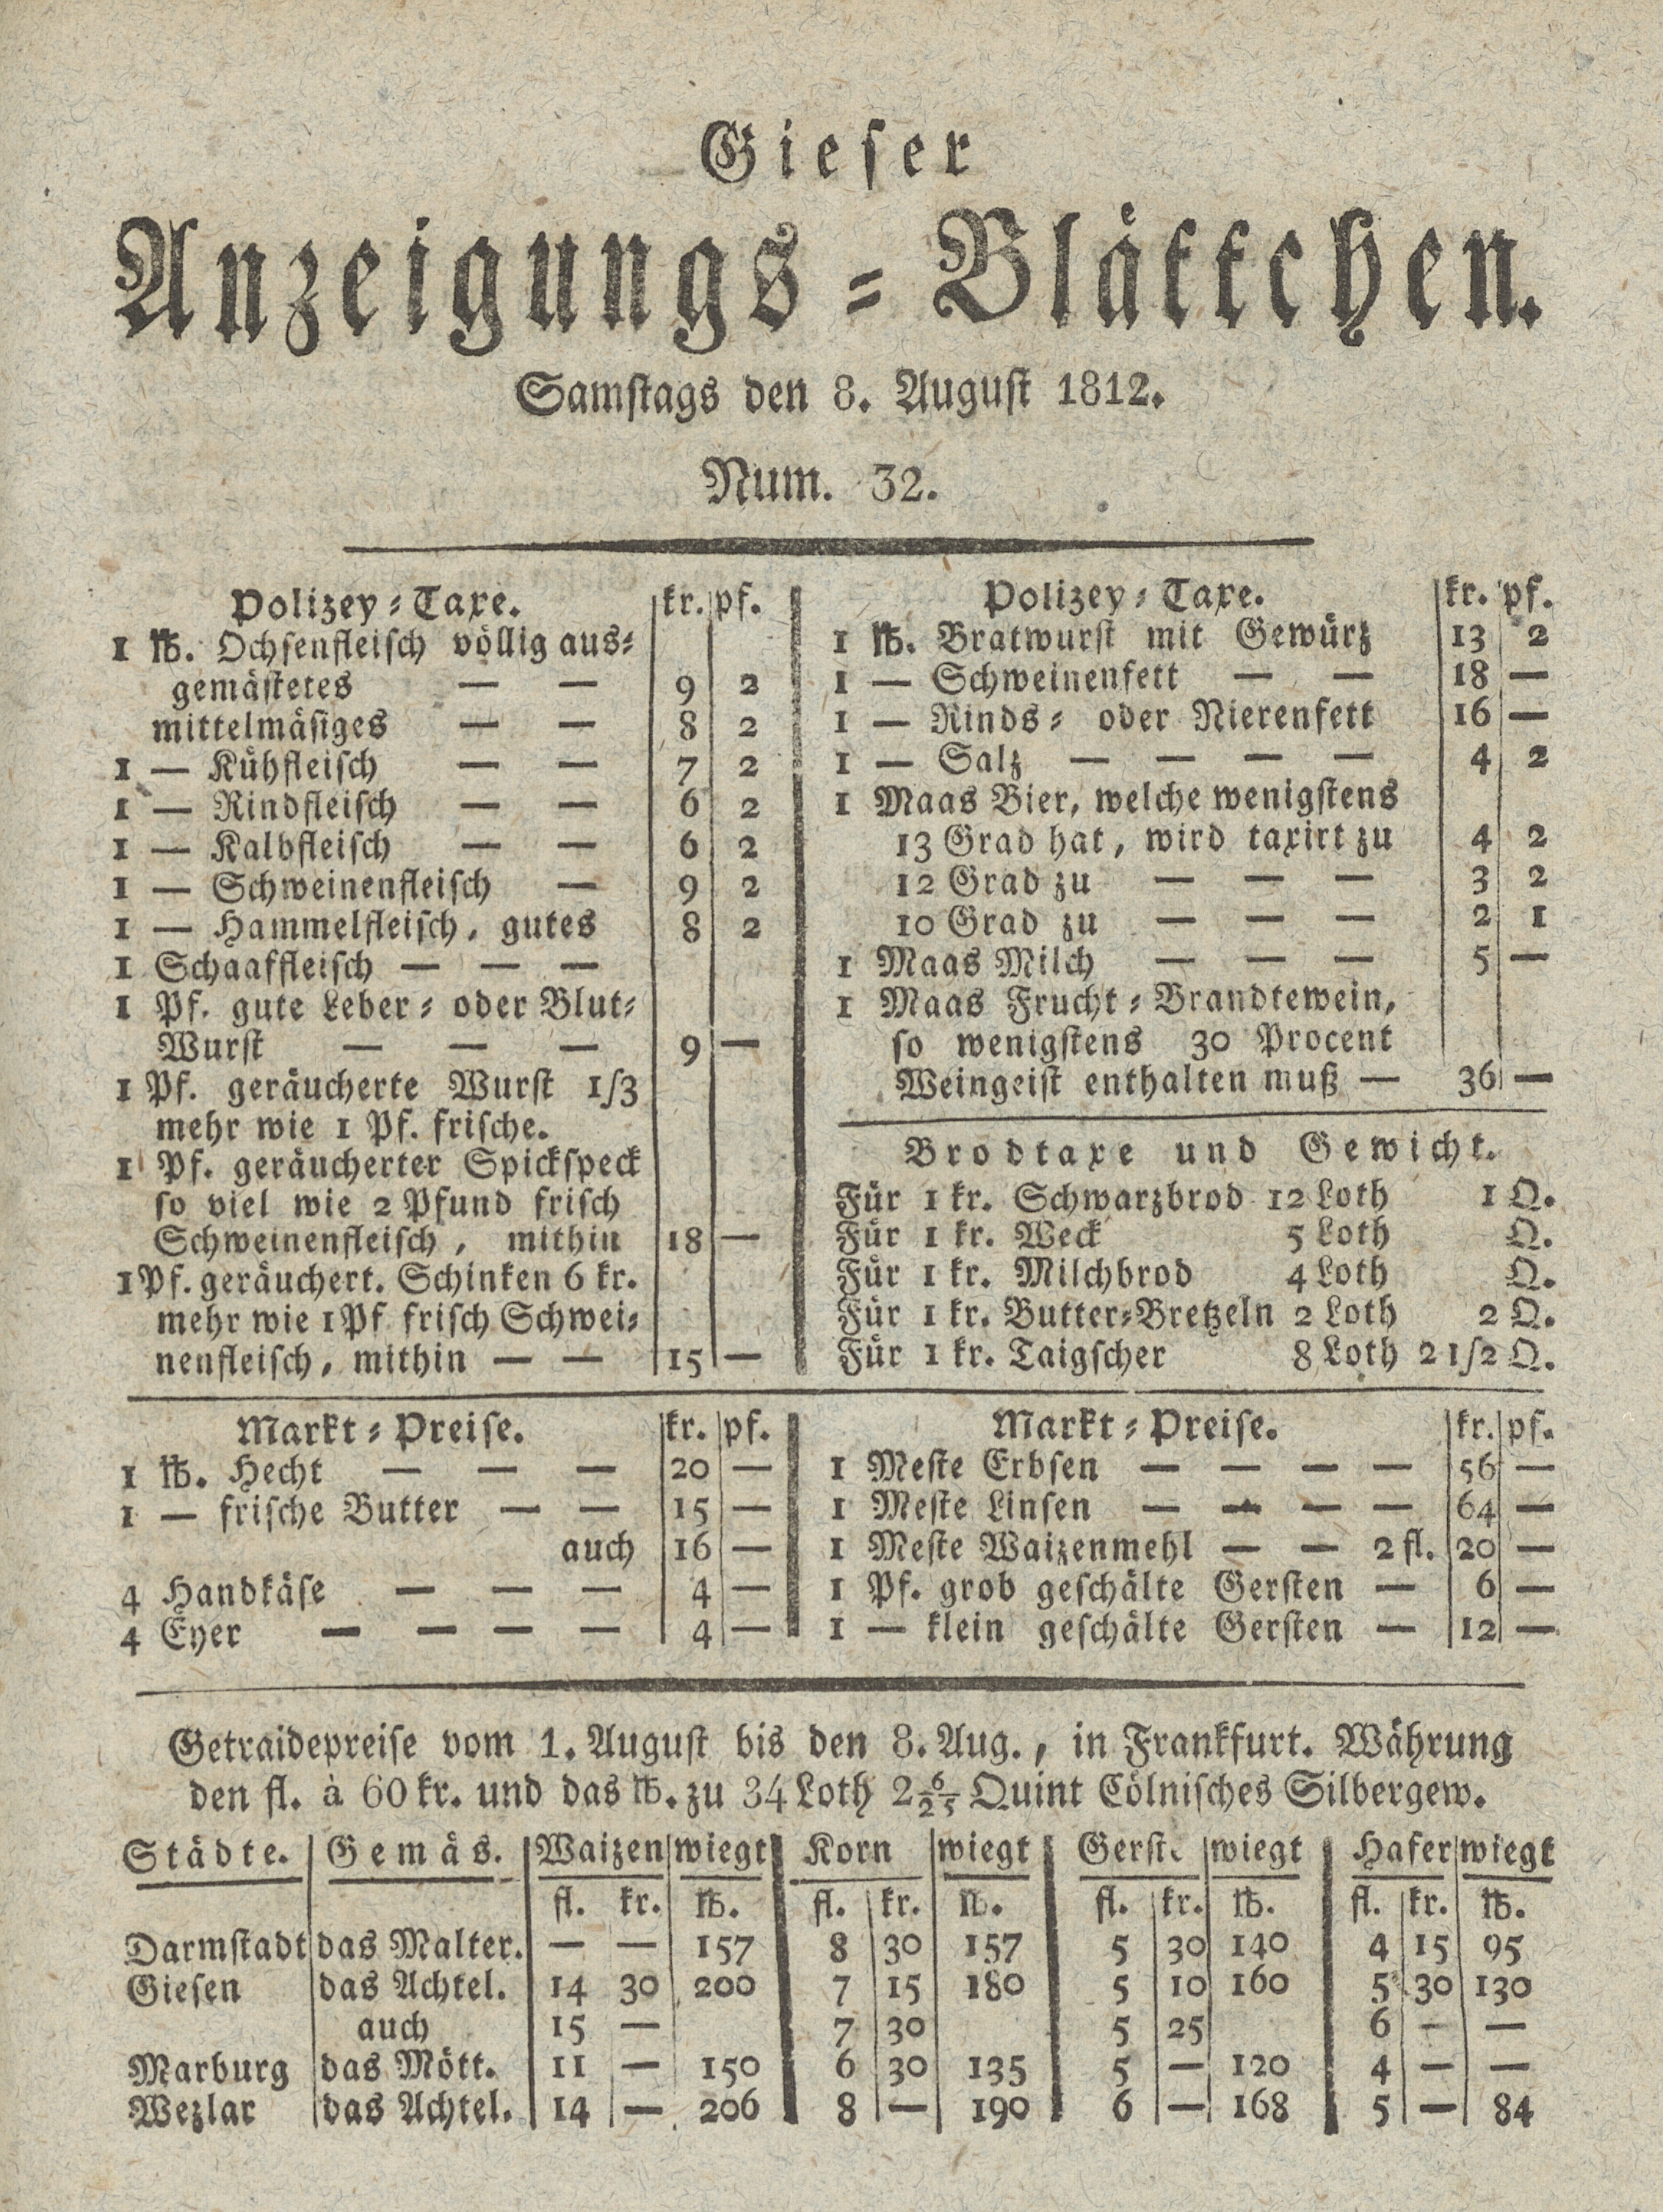 Gieser
Anzeigungs-Blättchen.
Samstags den 8. August 1812.
Num. 32.
Polizey-Taxe. kr. pf.
1 ℔. Ochsenfleisch völlig aus-
gemästetes — — 9 2
mittelmäsiges — — 8 2
1 — Kühfleisch — — 7 2
1 — Rindfleisch — — 6 2
1 — Kalbfleisch — — 6 2
1 — Schweinenfleisch — 9 2
1 — Hammelfleisch, gutes 8 2
1 Schaaffleisch — — —
1 Pf. gute Leber- oder Blut-
Wurst — — — 9 —
1 Pf. geräucherte Wurst 1/3
mehr wie 1 Pf. frische.
1 Pf. geräucherter Spickspeck
so viel wie 2 Pfund frisch
Schweinenfleisch, mithin 18 —
1 Pf. geräuchert. Schinken 6 kr.
mehr wie 1 Pf frisch Schwei-
nenfleisch, mithin — — 15 —
Polizey-Taxe. kr. pf.
1 ℔. Bratwurst mit Gewürz 13 2
1 — Schweinenfett — — 18 —
1 — Rinds- oder Nierenfett 16 —
1 — Salz — — — — 4 2
1 Maas Bier, welche wenigstens
13 Grad hat, wird taxirt zu 4 2
12 Grad zu — — — 3 2
10 Grad zu — — — 2 1
1 Maas Milch — — — 5 —
1 Maas Frucht-Brandtewein,
so wenigstens 30 Procent
Weingeist enthalten muß — 36 —
Brodtaxe und Gewicht.
Für 1 kr. Schwarzbrod 12 Loth 1 Q.
Für 1 kr. Weck 5 Loth Q.
Für 1 kr. Milchbrod 4 Loth Q.
Für 1 kr. Butter-Bretzeln 2 Loth 2 Q.
Für 1 kr. Taigscher 8 Loth 2 1/2 Q.
Markt-Preise. kr. pf.
1 ℔. Hecht — — — 20 —
1 — frische Butter — — 15 —
auch 16 —
4 Handkäse — — — 4 —
4 Eyer — — — — 4 —
Markt-Preise. kr. pf.
1 Meste Erbsen — — — — 56 —
1 Meste Linsen — — — — 64 —
1 Meste Waizenmehl — — 2 fl. 20 —
1 Pf. grob geschälte Gersten — 6 —
1 — klein geschälte Gersten — 12 —
Getraidepreise vom 1. August bis den 8. Aug., in Frankfurt. Währung
den fl. à 60 kr. und das ℔. zu 34 Loth 2 6/25 Quint Cölnisches Silbergew.
Städte. Gemäs. Waizen wiegt Korn wiegt Gerste wiegt Hafer wiegt
fl. kr. ℔. fl. kr. ℔. fl. kr. ℔. fl. kr. ℔.
Darmstadt das Malter. — — 157 8 30 157 5 30 140 4 15 95
Giesen das Achtel. 14 30 200 7 15 180 5 10 160 5 30 130
auch 15 — 7 30 5 25 6 — —
Marburg das Mött. 11 — 150 6 30 135 5 — 120 4 — —
Wezlar das Achtel. 14 — 206 8 — 190 6 — 168 5 — 84